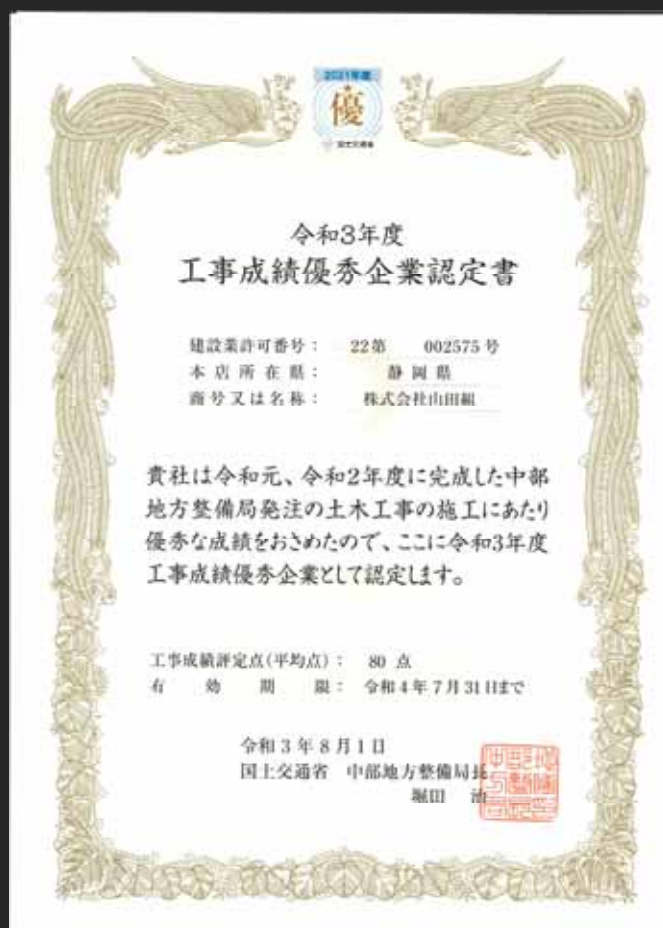 2021年度
優
国土交通省
令和3年度
工事成績優秀企業認定書
建設業許可番号： 22第 002575号
本店所在県： 静岡県
商号又は名称： 株式会社山田組
貴社は令和元、令和2年度に完成した中部
地方整備局発注の土木工事の施工にあたり
優秀な成績をおさめたので、ここに令和3年度
工事成績優秀企業として認定します。
工事成績評定点(平均点)： 80 点
有効期限： 令和4年7月31日まで
令和3年8月1日
国土交通省 中部地方整備局長
堀田 治